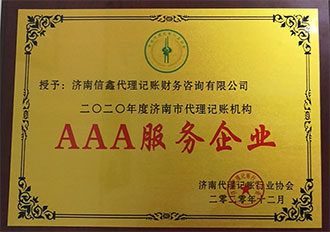 授予：济南信鑫代理记账财务咨询有限公司
二〇二〇年度济南市代理记账机构
AAA服务企业
济南代理记账行业协会
二零二零年十二月